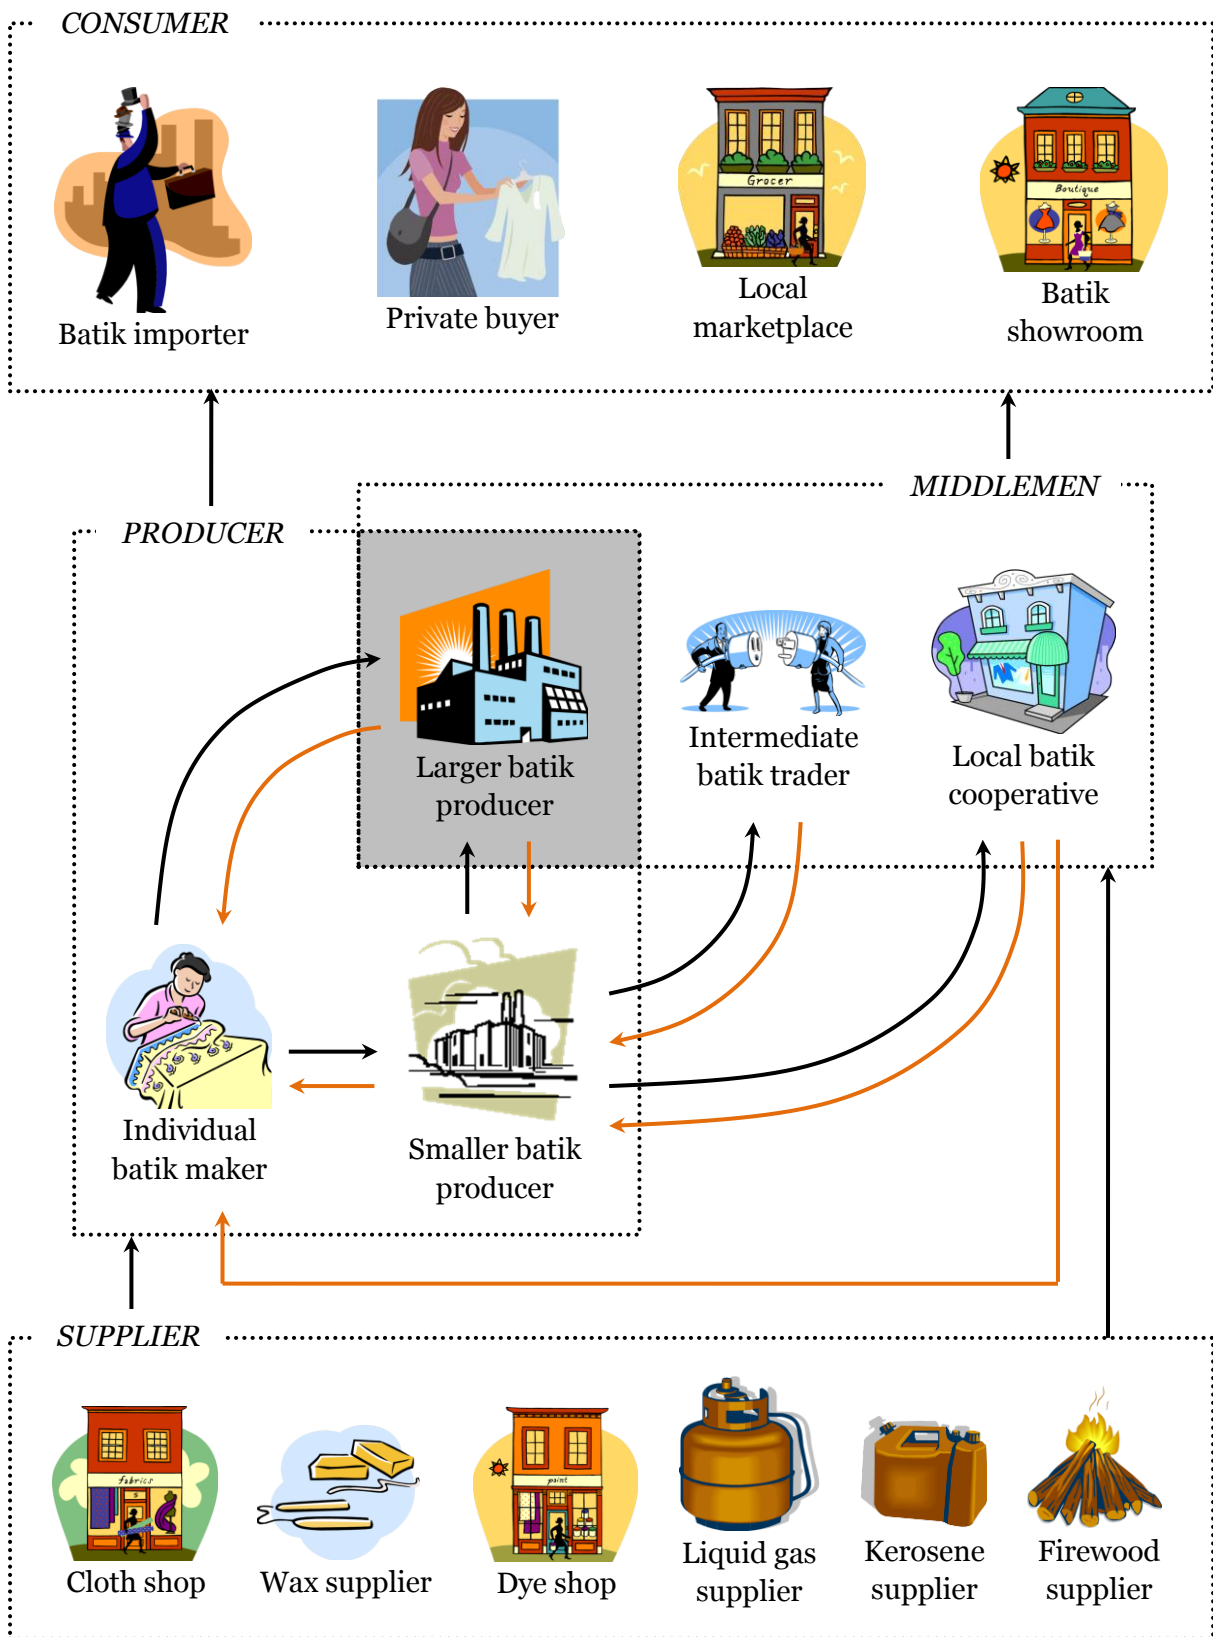 CONSUMER
Grocer
Boutique
Batik importer
Private buyer
Local
marketplace
Batik
showroom
MIDDLEMEN
PRODUCER
Larger batik
producer
Intermediate
batik trader
Local batik
cooperative
Individual
batik maker
Smaller batik
producer
SUPPLIER
fabrics
5
paint
Cloth shop
Wax supplier
Dye shop
Liquid gas
supplier
Kerosene
supplier
Firewood
supplier